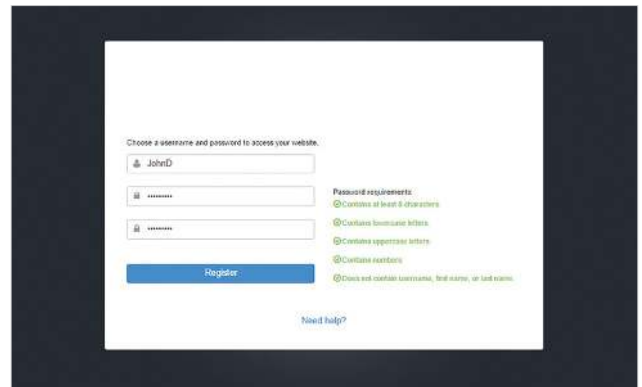 Choose a username and password to access your website.
JohnD
•••••••••
•••••••••
Password requirements
Contains at least 8 characters
Contains lowercase letters
Contains uppercase letters
Contains numbers
Does not contain username, first name, or last name.
Register
Need help?